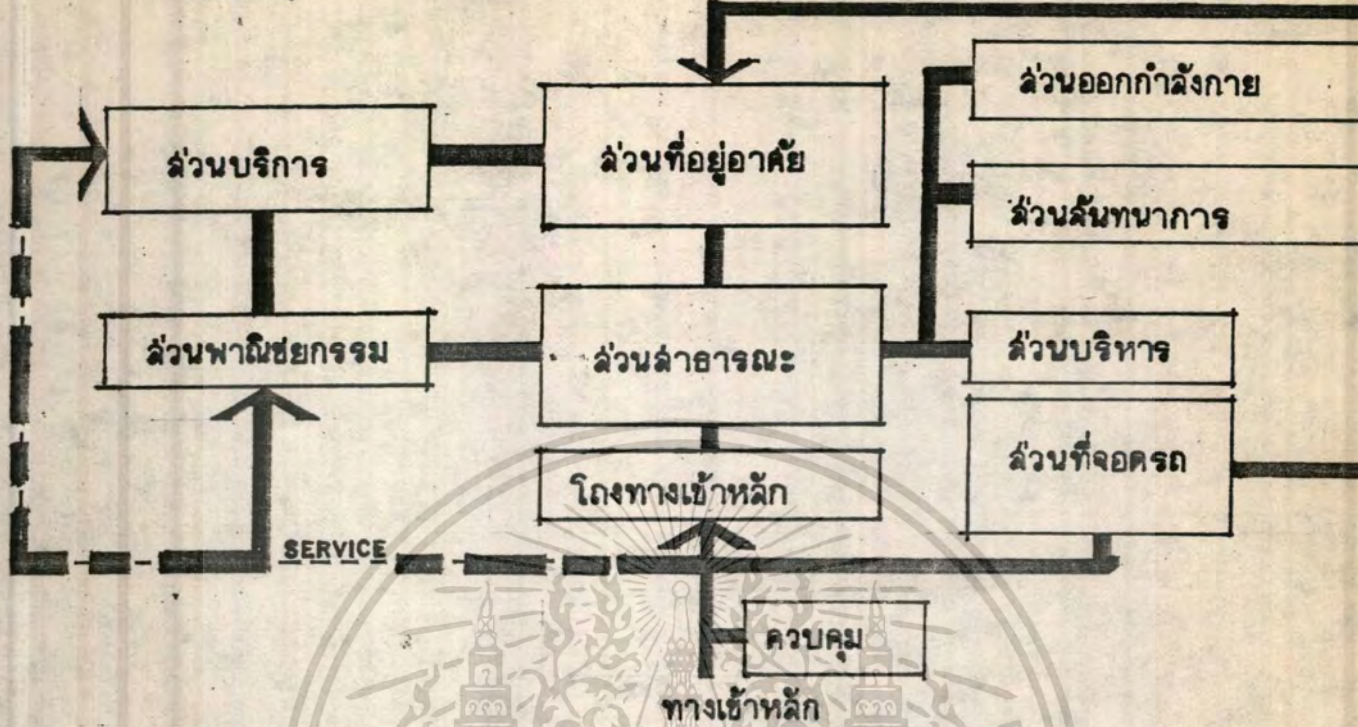 ส่วนออกกำลังกาย
ส่วนบริการ
ส่วนที่อยู่อาศัย
ส่วนสันทนาการ
ส่วนพาณิชยกรรม
ส่วนสาธารณะ
ส่วนบริหาร
ส่วนที่จอดรถ
โถงทางเข้าหลัก
SERVICE
ควบคุม
ทางเข้าหลัก